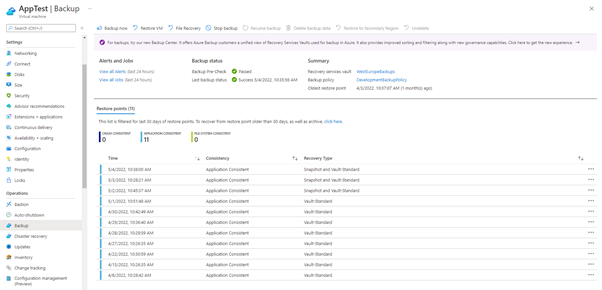 AppTest | Backup
Virtual machine
Search (Ctrl+/)
Settings
Networking
Connect
Disks
Size
Security
Advisor recommendations
Extensions + applications
Continuous delivery
Availability + scaling
Configuration
Identity
Properties
Locks
Operations
Bastion
Auto-shutdown
Backup
Disaster recovery
Updates
Inventory
Change tracking
Configuration management (Preview)
Backup now Restore VM File Recovery Stop backup Resume backup Delete backup data Restore to Secondary Region Undelete
For backups, try our new Backup Center. It offers Azure Backup customers a unified view of Recovery Services Vaults used for backup in Azure. It also provides improved sorting and filtering along with new governance capabilities. Click here to get the new experience.
Alerts and Jobs
View all Alerts (last 24 hours)
View all Jobs (last 24 hours)
Backup status
Backup Pre-Check Passed
Last backup status Success 5/4/2022, 10:35:56 AM
Summary
Recovery services vault WestEuropeBackups
Backup policy DevelopmentBackupPolicy
Oldest restore point 4/3/2022, 10:37:07 AM (1 month(s) ago)
Restore points (11)
This list is filtered for last 30 days of restore points. To recover from restore point older than 30 days, as well as archive, click here.
CRASH CONSISTENT
0
APPLICATION CONSISTENT
11
FILE-SYSTEM CONSISTENT
0
Time Consistency Recovery Type
5/4/2022, 10:36:00 AM Application Consistent Snapshot and Vault-Standard
5/3/2022, 10:28:21 AM Application Consistent Snapshot and Vault-Standard
5/2/2022, 10:45:37 AM Application Consistent Snapshot and Vault-Standard
5/1/2022, 10:51:48 AM Application Consistent Vault-Standard
4/30/2022, 10:42:49 AM Application Consistent Vault-Standard
4/29/2022, 10:36:40 AM Application Consistent Vault-Standard
4/28/2022, 10:29:59 AM Application Consistent Vault-Standard
4/27/2022, 10:26:35 AM Application Consistent Vault-Standard
4/22/2022, 10:30:59 AM Application Consistent Vault-Standard
4/15/2022, 10:26:25 AM Application Consistent Vault-Standard
4/8/2022, 10:28:42 AM Application Consistent Vault-Standard